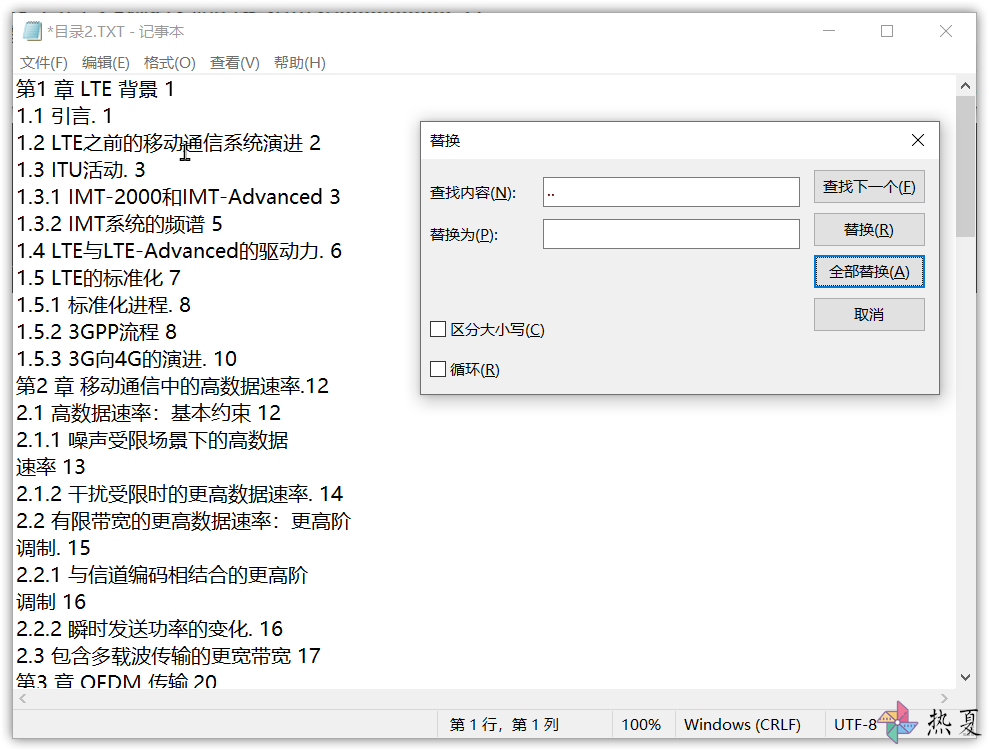 *目录2.TXT - 记事本
文件(F) 编辑(E) 格式(O) 查看(V) 帮助(H)
第1 章 LTE 背景 1
1.1 引言. 1
1.2 LTE之前的移动通信系统演进 2
1.3 ITU活动. 3
1.3.1 IMT-2000和IMT-Advanced 3
1.3.2 IMT系统的频谱 5
1.4 LTE与LTE-Advanced的驱动力. 6
1.5 LTE的标准化 7
1.5.1 标准化进程. 8
1.5.2 3GPP流程 8
1.5.3 3G向4G的演进. 10
第2 章 移动通信中的高数据速率.12
2.1 高数据速率：基本约束 12
2.1.1 噪声受限场景下的高数据
速率 13
2.1.2 干扰受限时的更高数据速率. 14
2.2 有限带宽的更高数据速率：更高阶
调制. 15
2.2.1 与信道编码相结合的更高阶
调制 16
2.2.2 瞬时发送功率的变化. 16
2.3 包含多载波传输的更宽带宽 17
第3 章 OFDM 传输 20
替换
查找内容(N): ..
查找下一个(F)
替换为(P):
替换(R)
全部替换(A)
取消
区分大小写(C)
循环(R)
第 1 行，第 1 列 100% Windows (CRLF) UTF-8
热夏